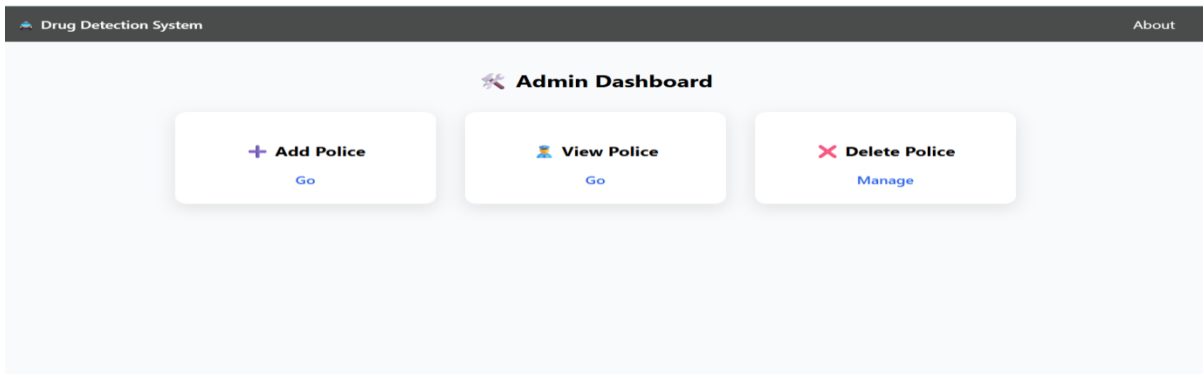 Drug Detection System
About
Admin Dashboard
Add Police
View Police
Delete Police
Go
Go
Manage